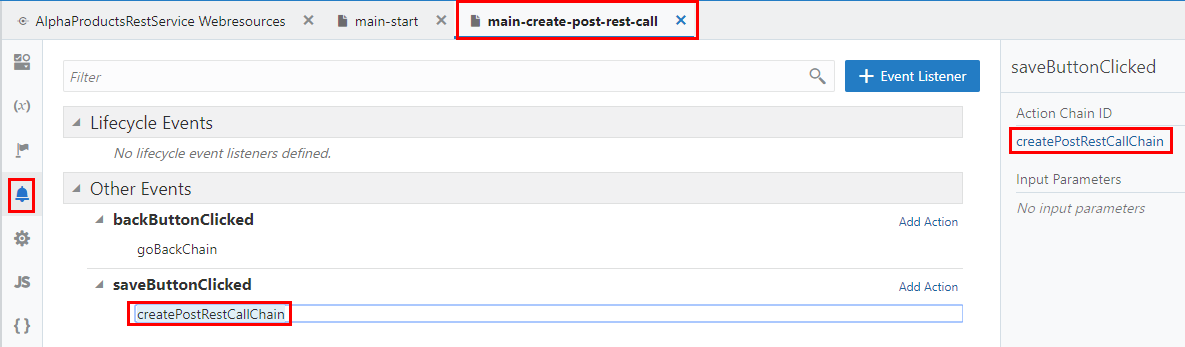 AlphaProductsRestService Webresources
main-start
main-create-post-rest-call
(x)
JS
{ }
Filter
+ Event Listener
Lifecycle Events
No lifecycle event listeners defined.
Other Events
backButtonClicked
Add Action
goBackChain
saveButtonClicked
Add Action
createPostRestCallChain
saveButtonClicked
Action Chain ID
createPostRestCallChain
Input Parameters
No input parameters